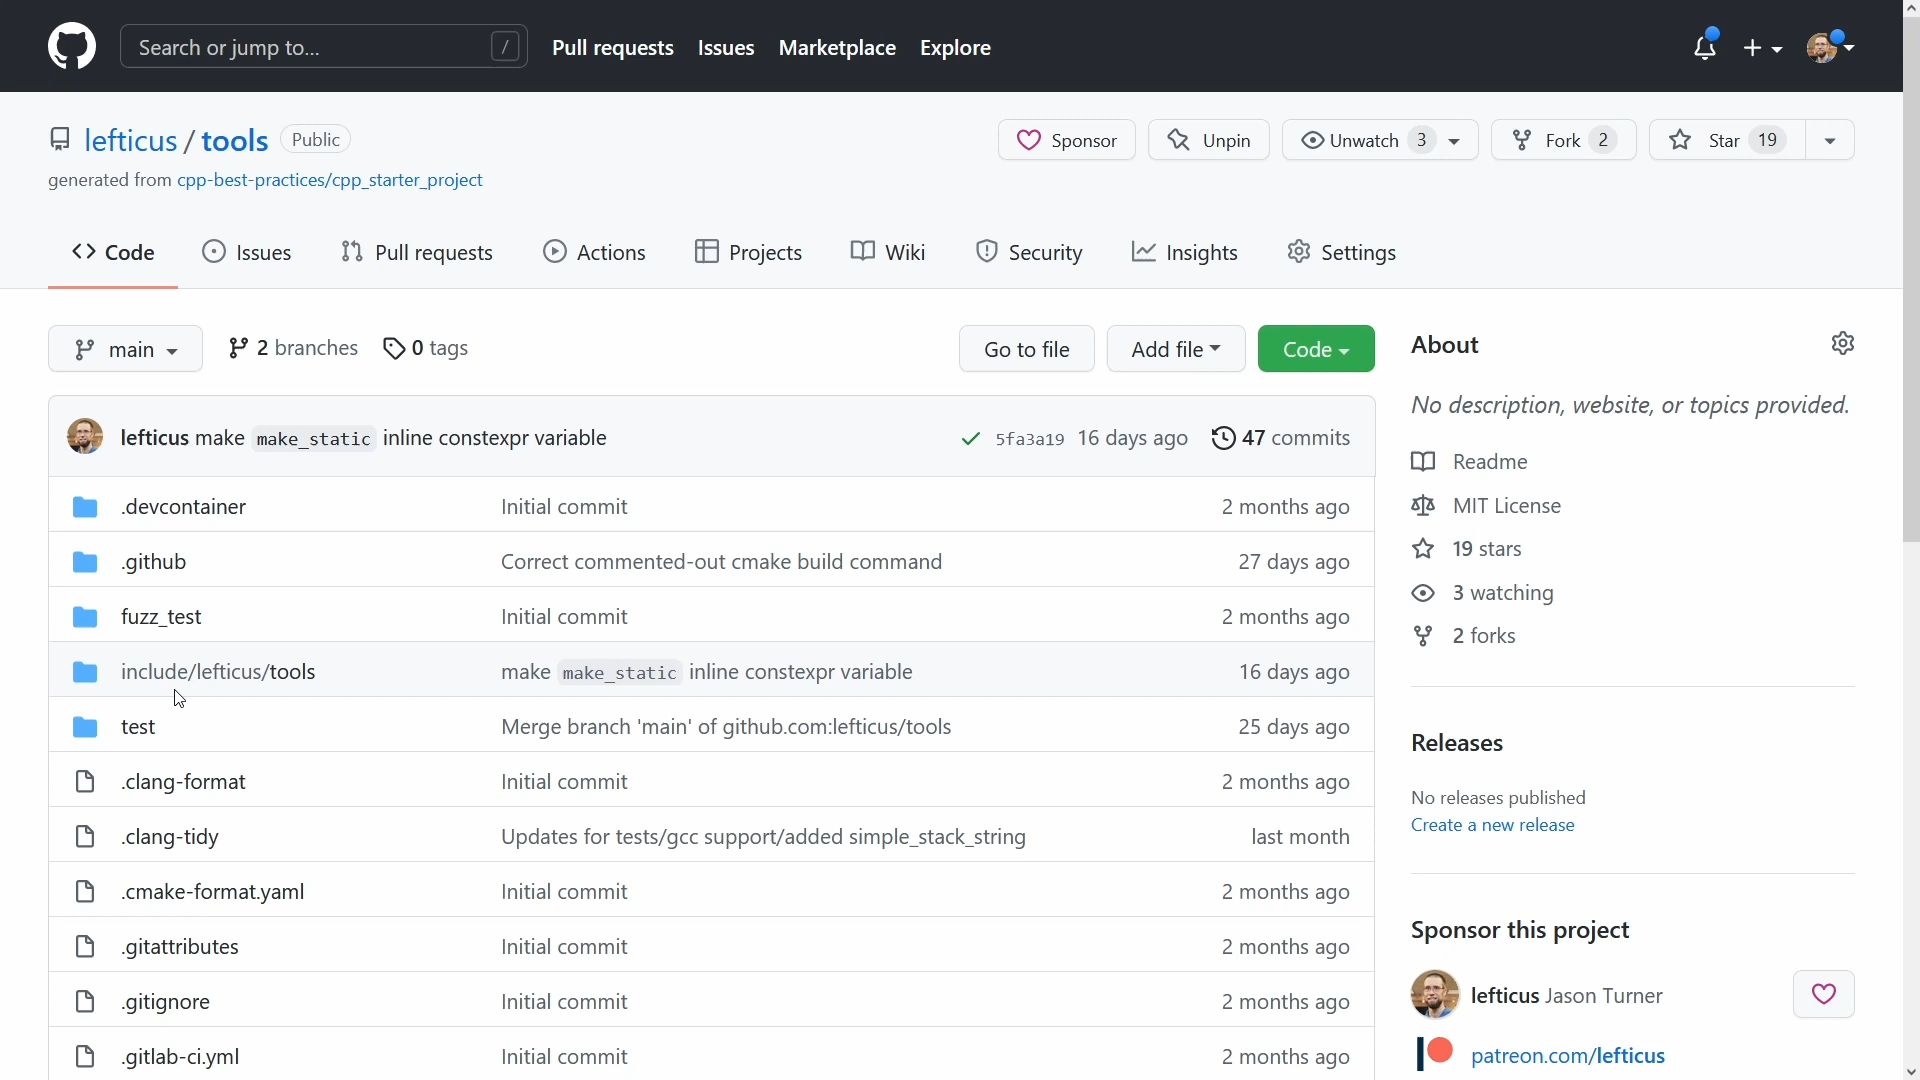 Search or jump to... /
Pull requests Issues Marketplace Explore
lefticus / tools Public
Sponsor Unpin Unwatch 3 Fork 2 Star 19
generated from cpp-best-practices/cpp_starter_project
Code Issues Pull requests Actions Projects Wiki Security Insights Settings
main 2 branches 0 tags Go to file Add file Code
lefticus make make_static inline constexpr variable 5fa3a19 16 days ago 47 commits
.devcontainer Initial commit 2 months ago
.github Correct commented-out cmake build command 27 days ago
fuzz_test Initial commit 2 months ago
include/lefticus/tools make make_static inline constexpr variable 16 days ago
test Merge branch 'main' of github.com:lefticus/tools 25 days ago
.clang-format Initial commit 2 months ago
.clang-tidy Updates for tests/gcc support/added simple_stack_string last month
.cmake-format.yaml Initial commit 2 months ago
.gitattributes Initial commit 2 months ago
.gitignore Initial commit 2 months ago
.gitlab-ci.yml Initial commit 2 months ago
About
No description, website, or topics provided.
Readme
MIT License
19 stars
3 watching
2 forks
Releases
No releases published
Create a new release
Sponsor this project
lefticus Jason Turner
patreon.com/lefticus